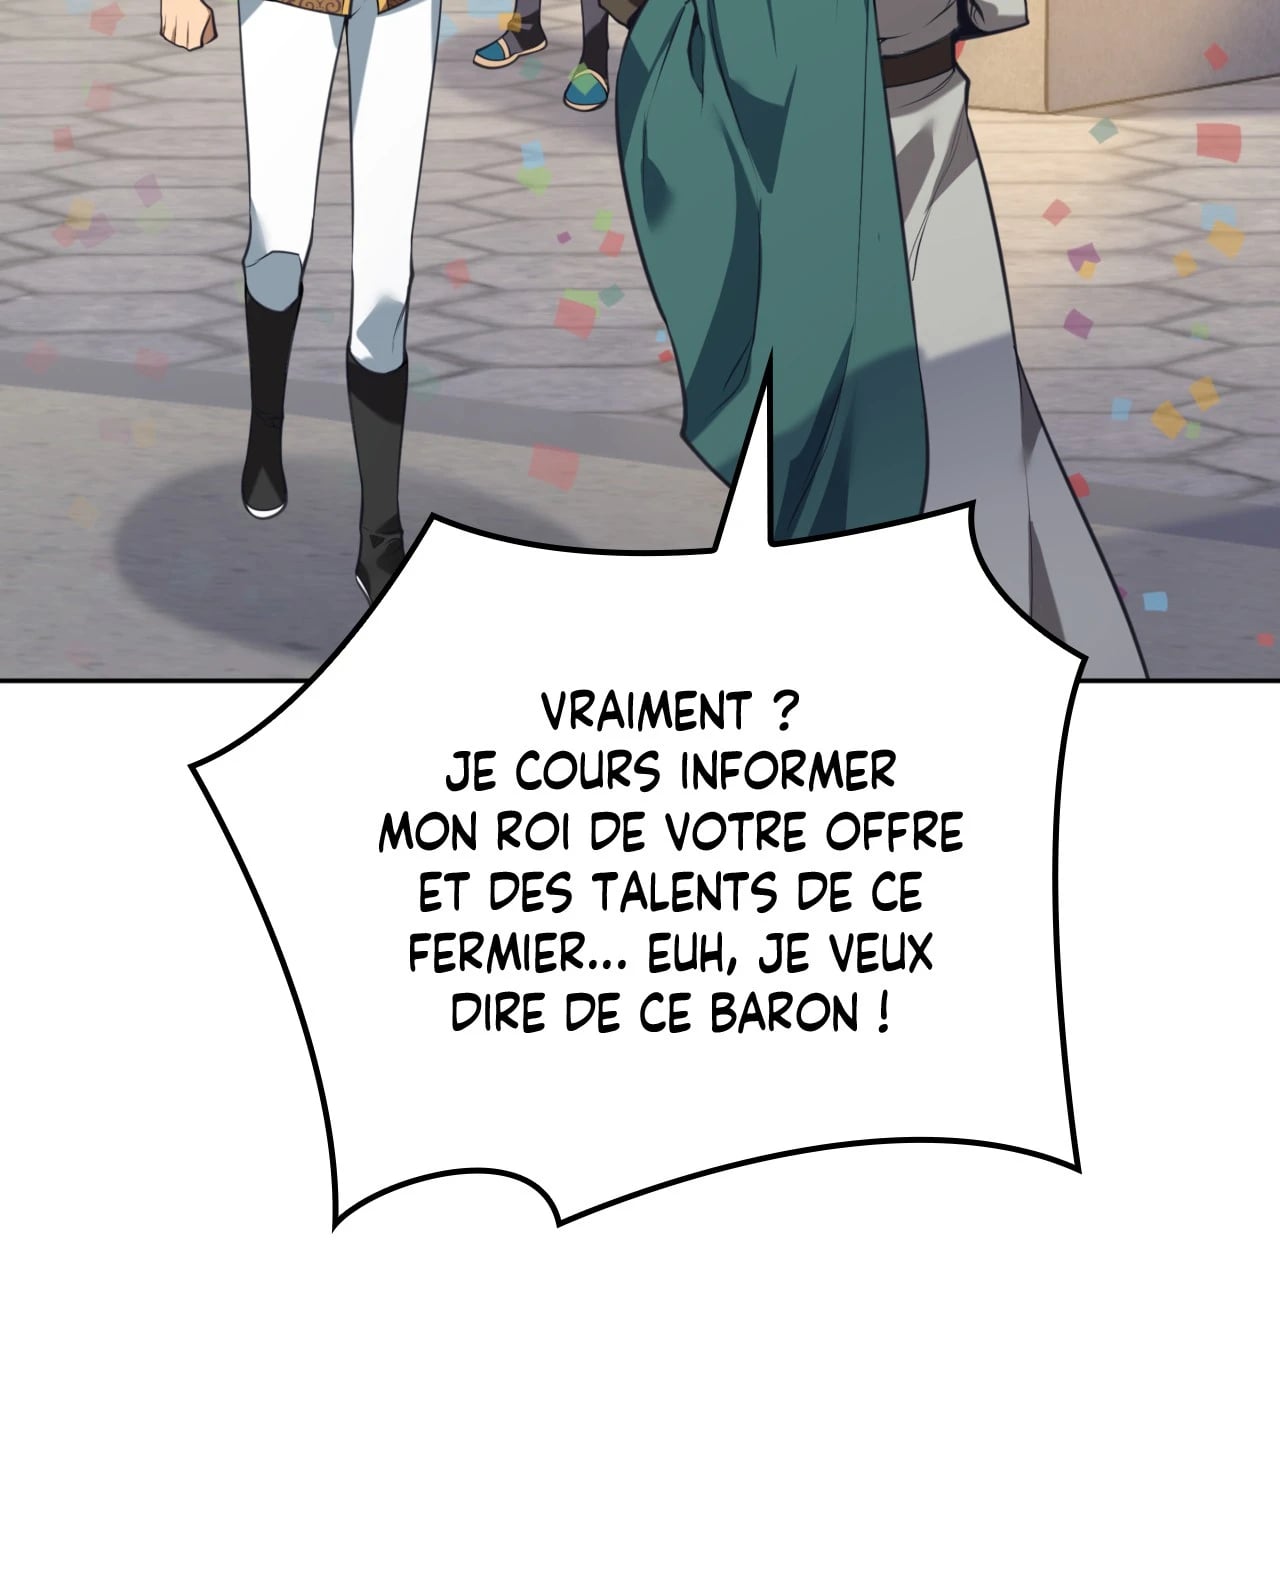 VRAIMENT ?
JE COURS INFORMER
MON ROI DE VOTRE OFFRE
ET DES TALENTS DE CE
FERMIER... EUH, JE VEUX
DIRE DE CE BARON !